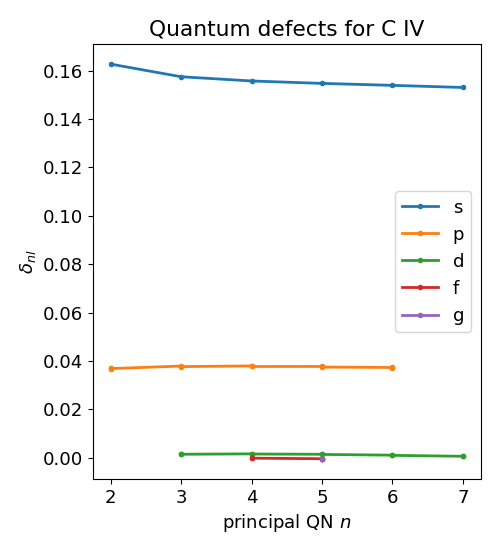 Quantum defects for C IV
0.16
0.14
0.12
0.10
0.08
0.06
0.04
0.02
0.00
δnl
s
p
d
f
g
2 3 4 5 6 7
principal QN n